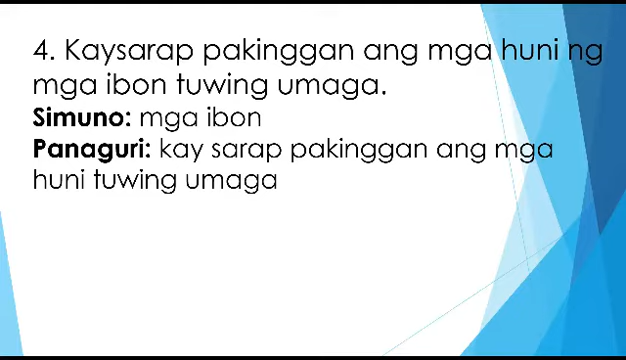 4. Kaysarap pakinggan ang mga huni ng
mga ibon tuwing umaga.
Simuno: mga ibon
Panaguri: kay sarap pakinggan ang mga
huni tuwing umaga